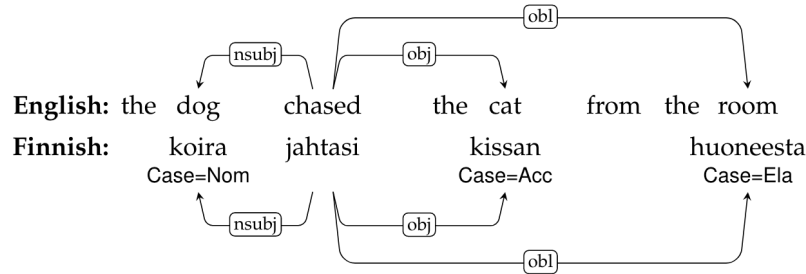 obl
nsubj obj
English: the dog chased the cat from the room
Finnish: koira jahtasi kissan huoneesta
Case=Nom Case=Acc Case=Ela
nsubj obj
obl